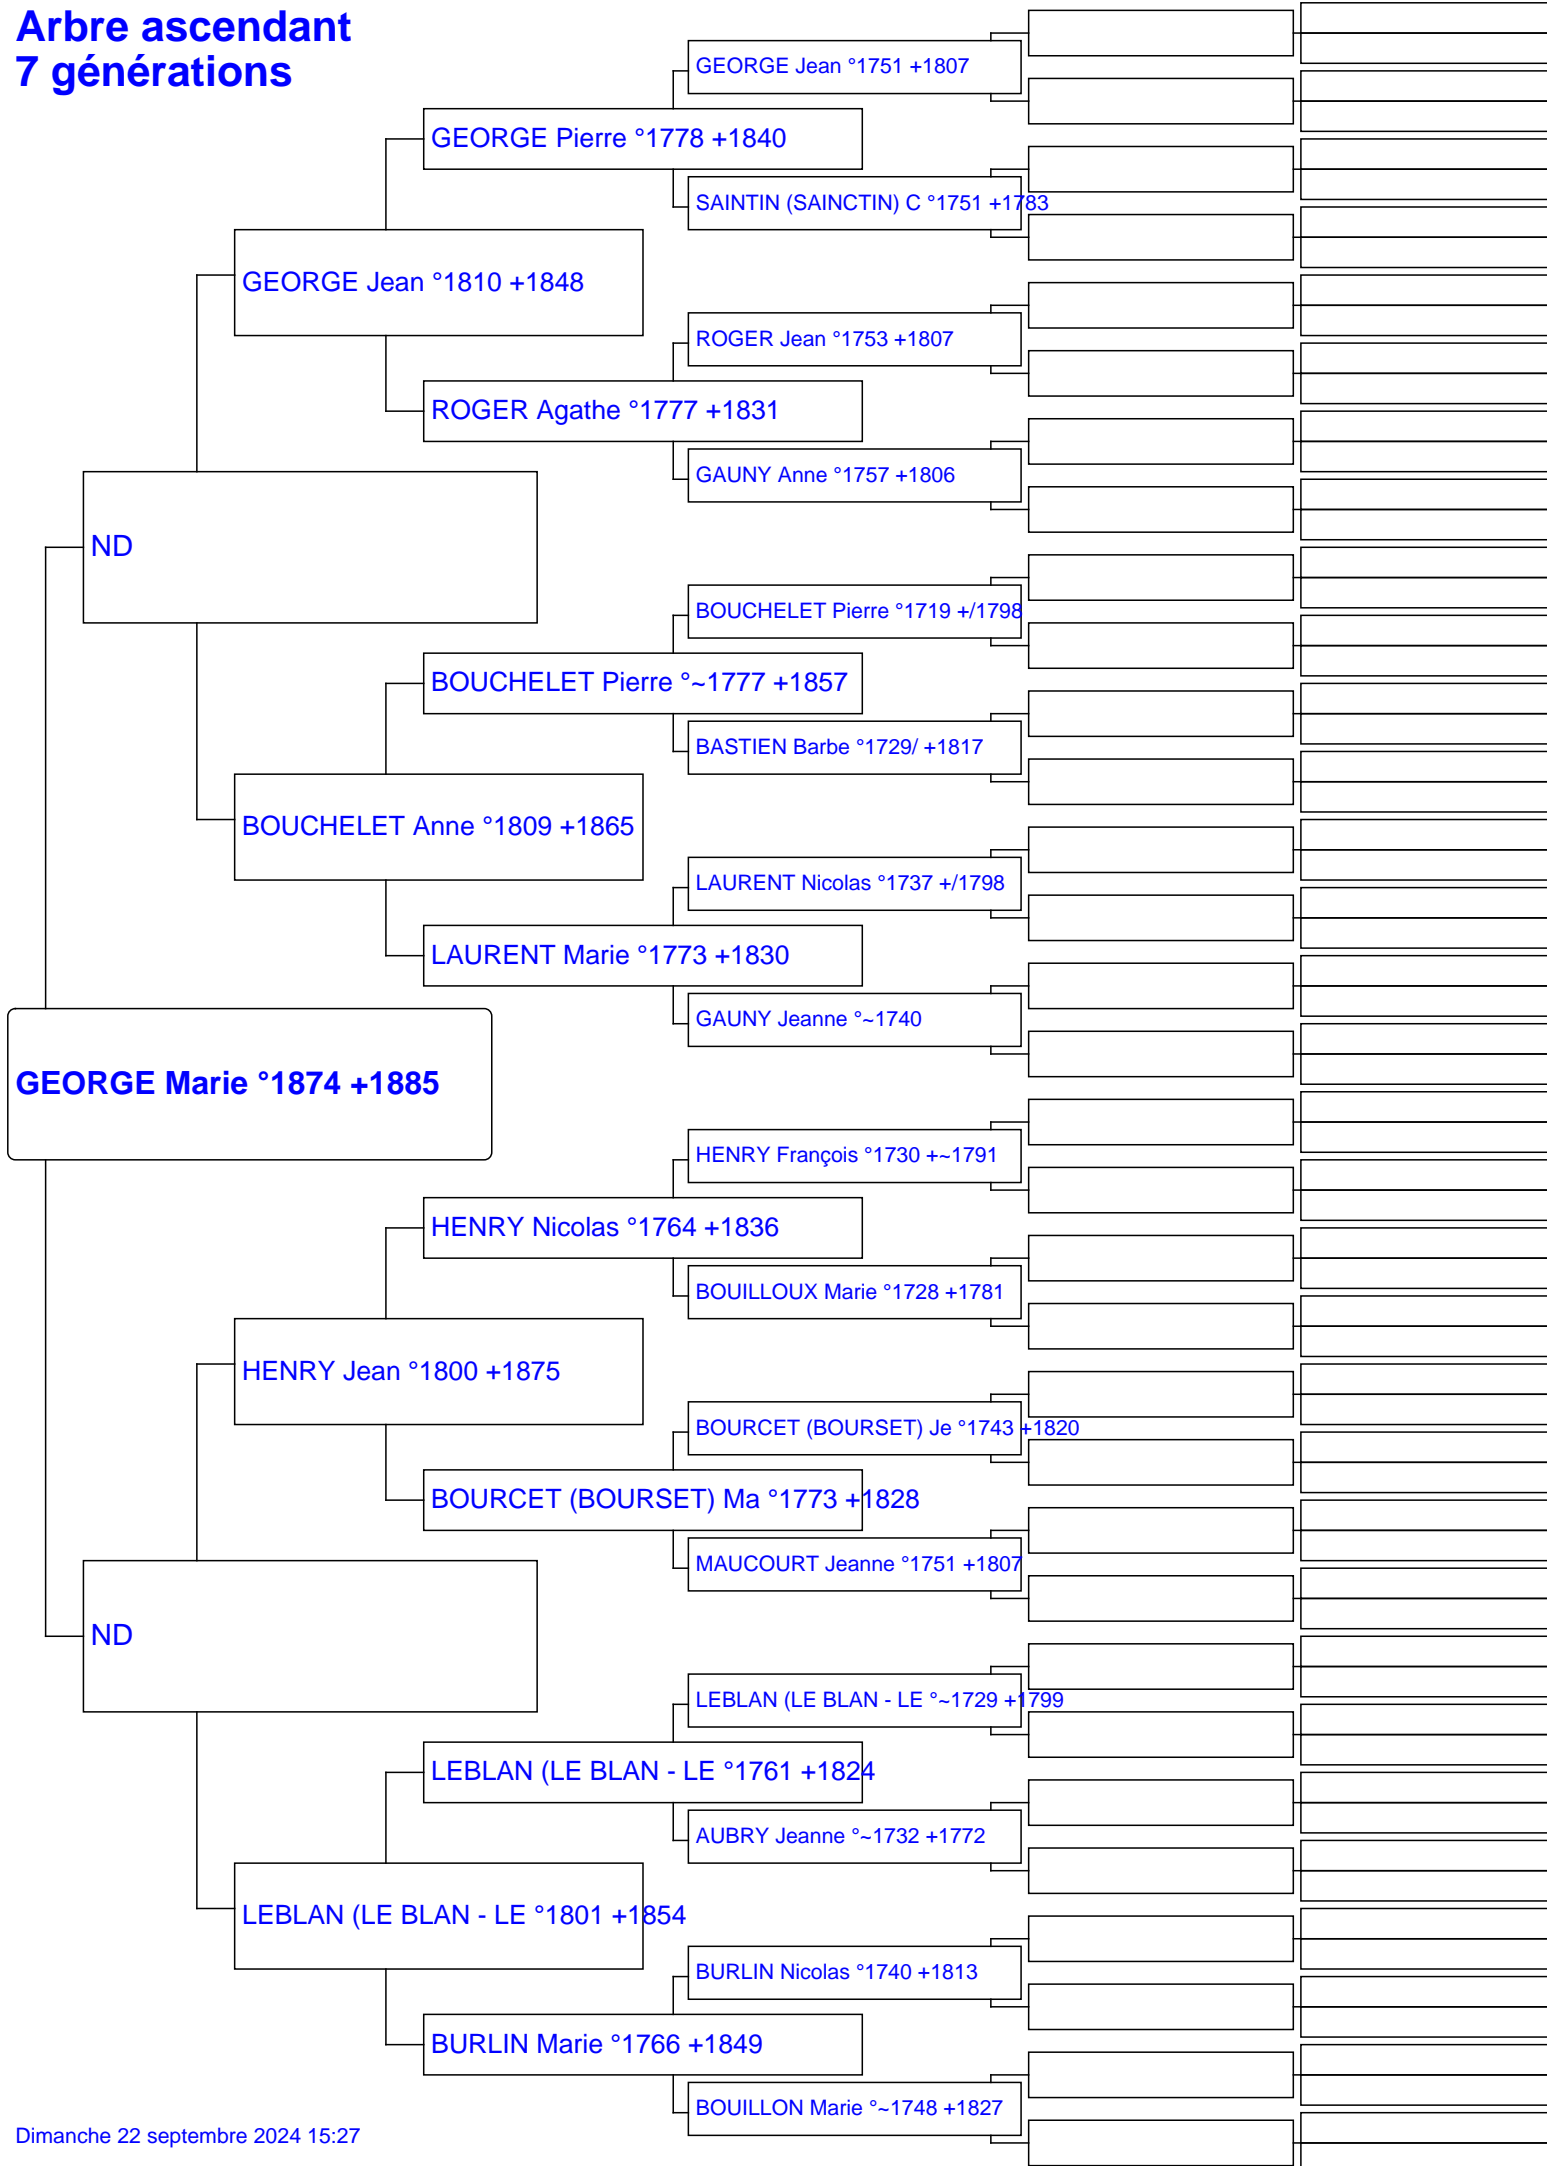 Arbre ascendant
7 générations
GEORGE Jean °1751 +1807
GEORGE Pierre °1778 +1840
SAINTIN (SAINCTIN) C °1751 +1783
GEORGE Jean °1810 +1848
ROGER Jean °1753 +1807
ROGER Agathe °1777 +1831
GAUNY Anne °1757 +1806
ND
BOUCHELET Pierre °1719 +/1798
BOUCHELET Pierre °~1777 +1857
BASTIEN Barbe °1729/ +1817
BOUCHELET Anne °1809 +1865
LAURENT Nicolas °1737 +/1798
LAURENT Marie °1773 +1830
GAUNY Jeanne °~1740
GEORGE Marie °1874 +1885
HENRY François °1730 +~1791
HENRY Nicolas °1764 +1836
BOUILLOUX Marie °1728 +1781
HENRY Jean °1800 +1875
BOURCET (BOURSET) Je °1743 +1820
BOURCET (BOURSET) Ma °1773 +1828
MAUCOURT Jeanne °1751 +1807
ND
LEBLAN (LE BLAN - LE °~1729 +1799
LEBLAN (LE BLAN - LE °1761 +1824
AUBRY Jeanne °~1732 +1772
LEBLAN (LE BLAN - LE °1801 +1854
BURLIN Nicolas °1740 +1813
BURLIN Marie °1766 +1849
BOUILLON Marie °~1748 +1827
Dimanche 22 septembre 2024 15:27